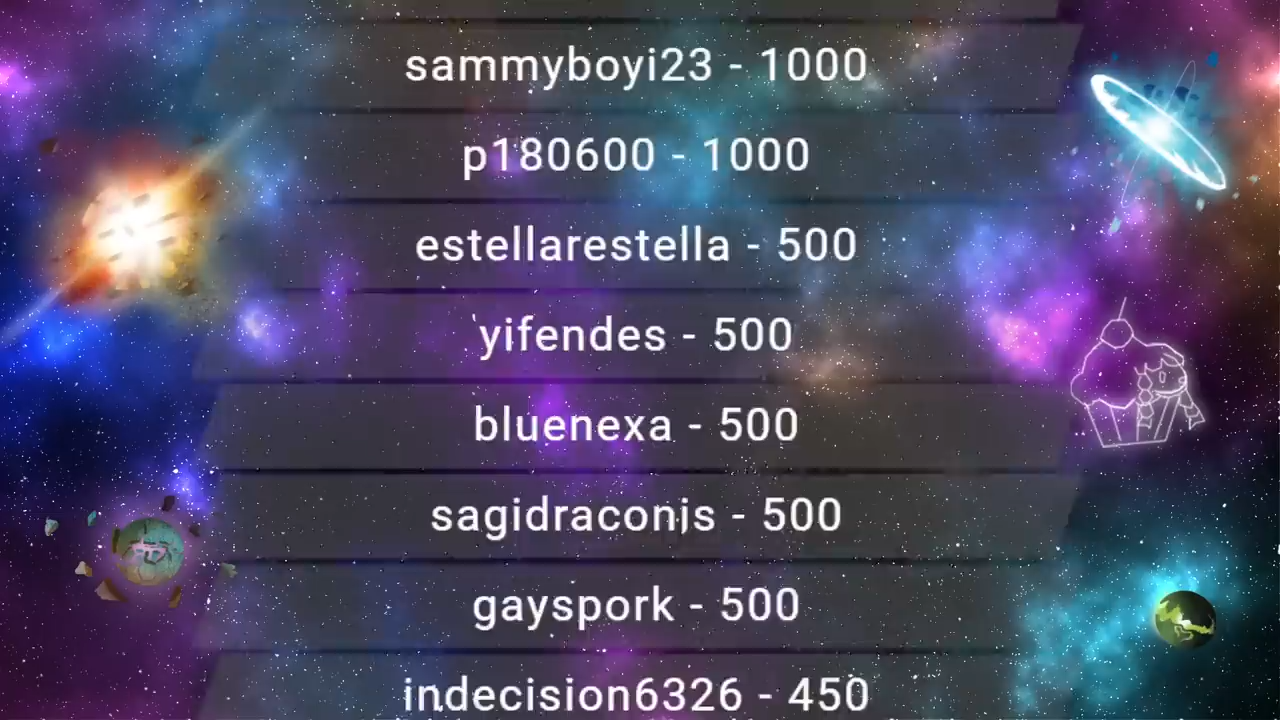 sammyboyi23 - 1000
p180600 - 1000
estellarestella - 500
yifendes - 500
bluenexa - 500
sagidraconis - 500
gayspork - 500
indecision6326 - 450